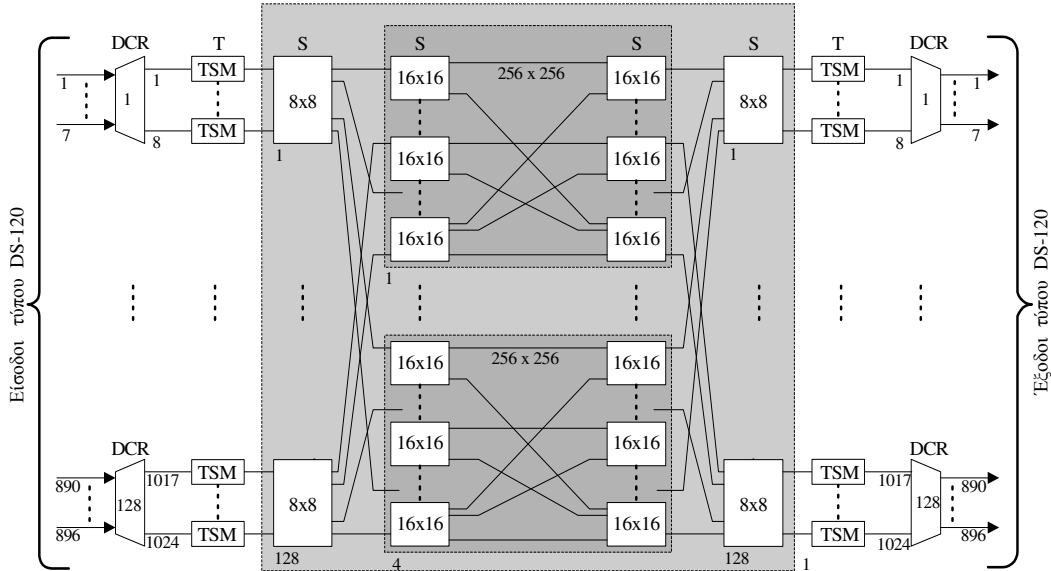 DCR T S S S S T DCR
1 1 TSM 8x8 16x16 256 x 256 16x16 8x8 TSM 1 1 1
1
7 8 TSM 1 16x16 16x16 1 TSM 8 7
16x16 16x16
1
Είσοδοι τύπου DS-120
Έξοδοι τύπου DS-120
16x16 256 x 256 16x16
DCR 16x16 16x16 DCR
890 128 1017 TSM 8x8 8x8 TSM 1017 128 890
896 1024 TSM 16x16 16x16 TSM 1024 896
128 4 128 1